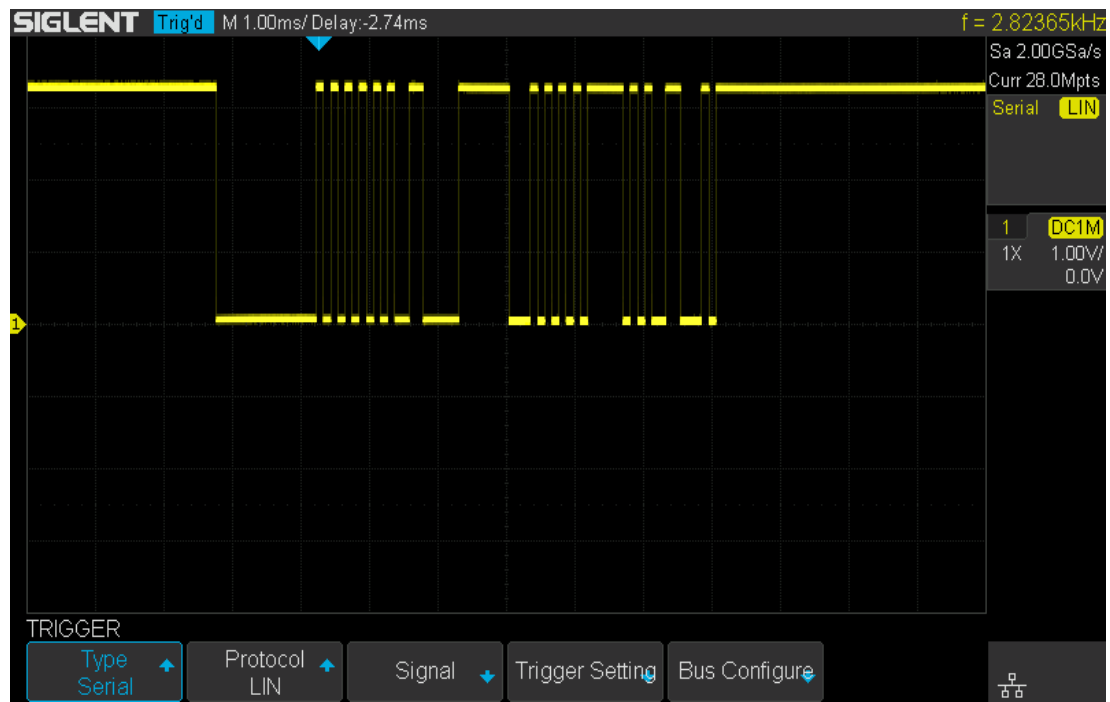 SIGLENT Trig'd M 1.00ms/ Delay:-2.74ms f = 2.82365kHz
Sa 2.00GSa/s
Curr 28.0Mpts
Serial LIN
1 DC1M
1X 1.00V/
0.0V
1
TRIGGER
Type Serial
Protocol LIN
Signal
Trigger Setting
Bus Configure